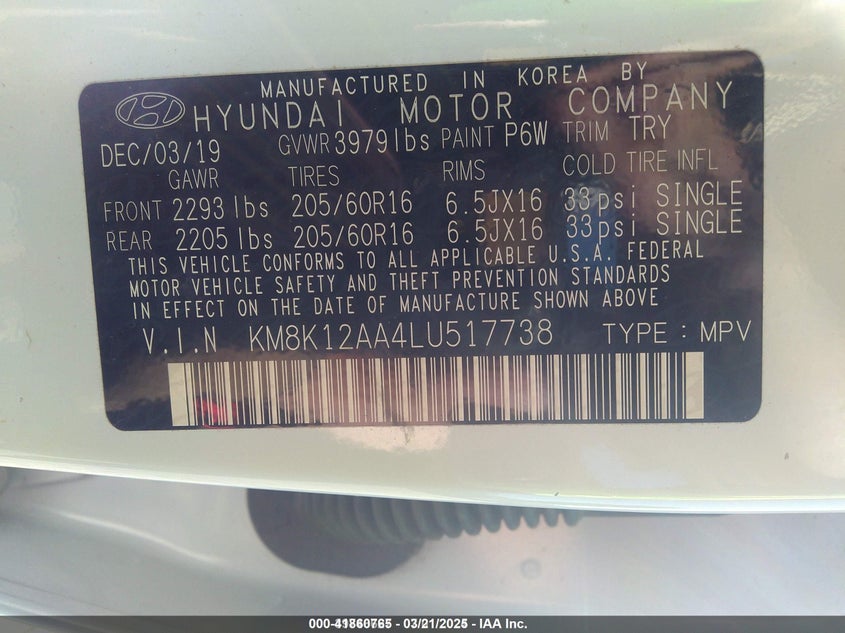 MANUFACTURED IN KOREA BY
HYUNDAI MOTOR COMPANY
DEC/03/19 GVWR 3979 lbs PAINT P6W TRIM TRY
GAWR TIRES RIMS COLD TIRE INFL
FRONT 2293 lbs 205/60R16 6.5JX16 33psi SINGLE
REAR 2205 lbs 205/60R16 6.5JX16 33psi SINGLE
THIS VEHICLE CONFORMS TO ALL APPLICABLE U.S.A. FEDERAL
MOTOR VEHICLE SAFETY AND THEFT PREVENTION STANDARDS
IN EFFECT ON THE DATE OF MANUFACTURE SHOWN ABOVE
V.I.N KM8K12AA4LU517738 TYPE : MPV
03/21/2025 - IAA Inc.